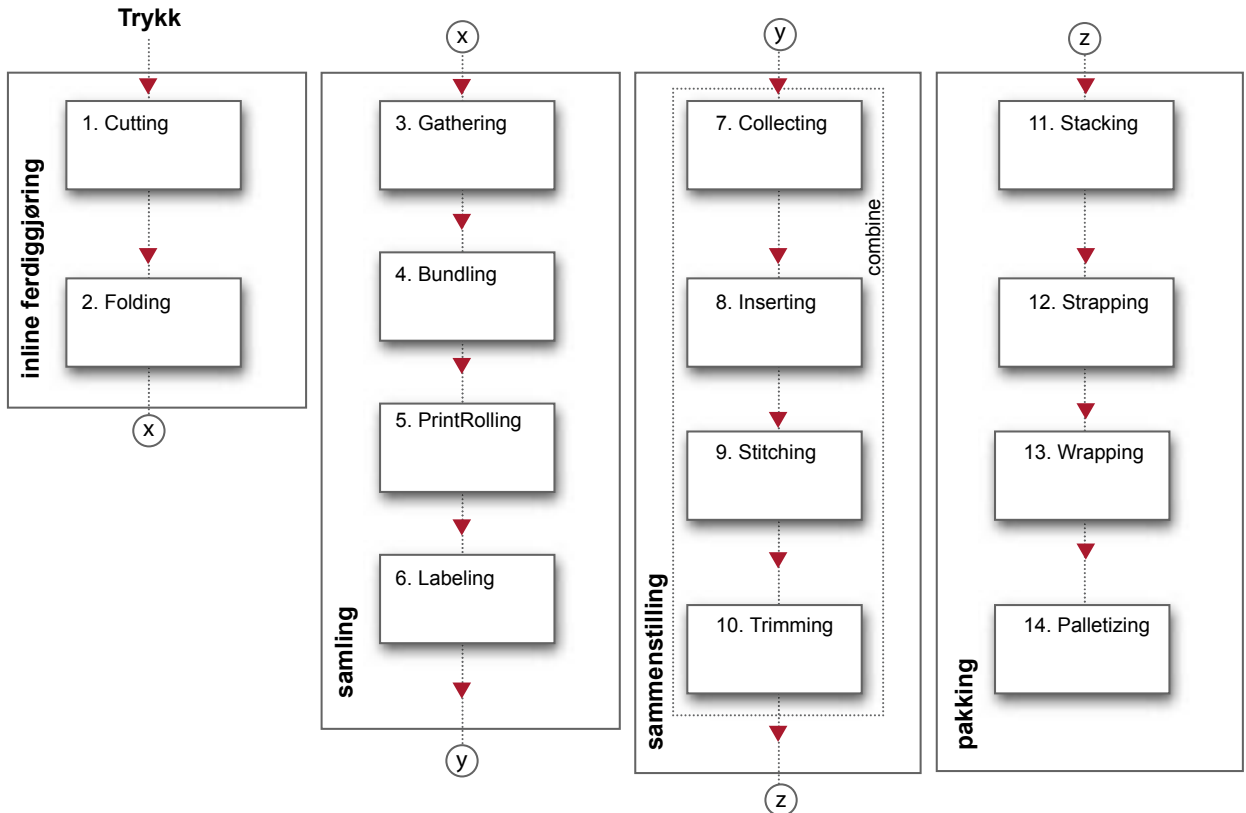 Trykk
inline ferdiggjøring
1. Cutting
2. Folding
x
x
samling
3. Gathering
4. Bundling
5. PrintRolling
6. Labeling
y
y
sammenstilling
combine
7. Collecting
8. Inserting
9. Stitching
10. Trimming
z
z
pakking
11. Stacking
12. Strapping
13. Wrapping
14. Palletizing